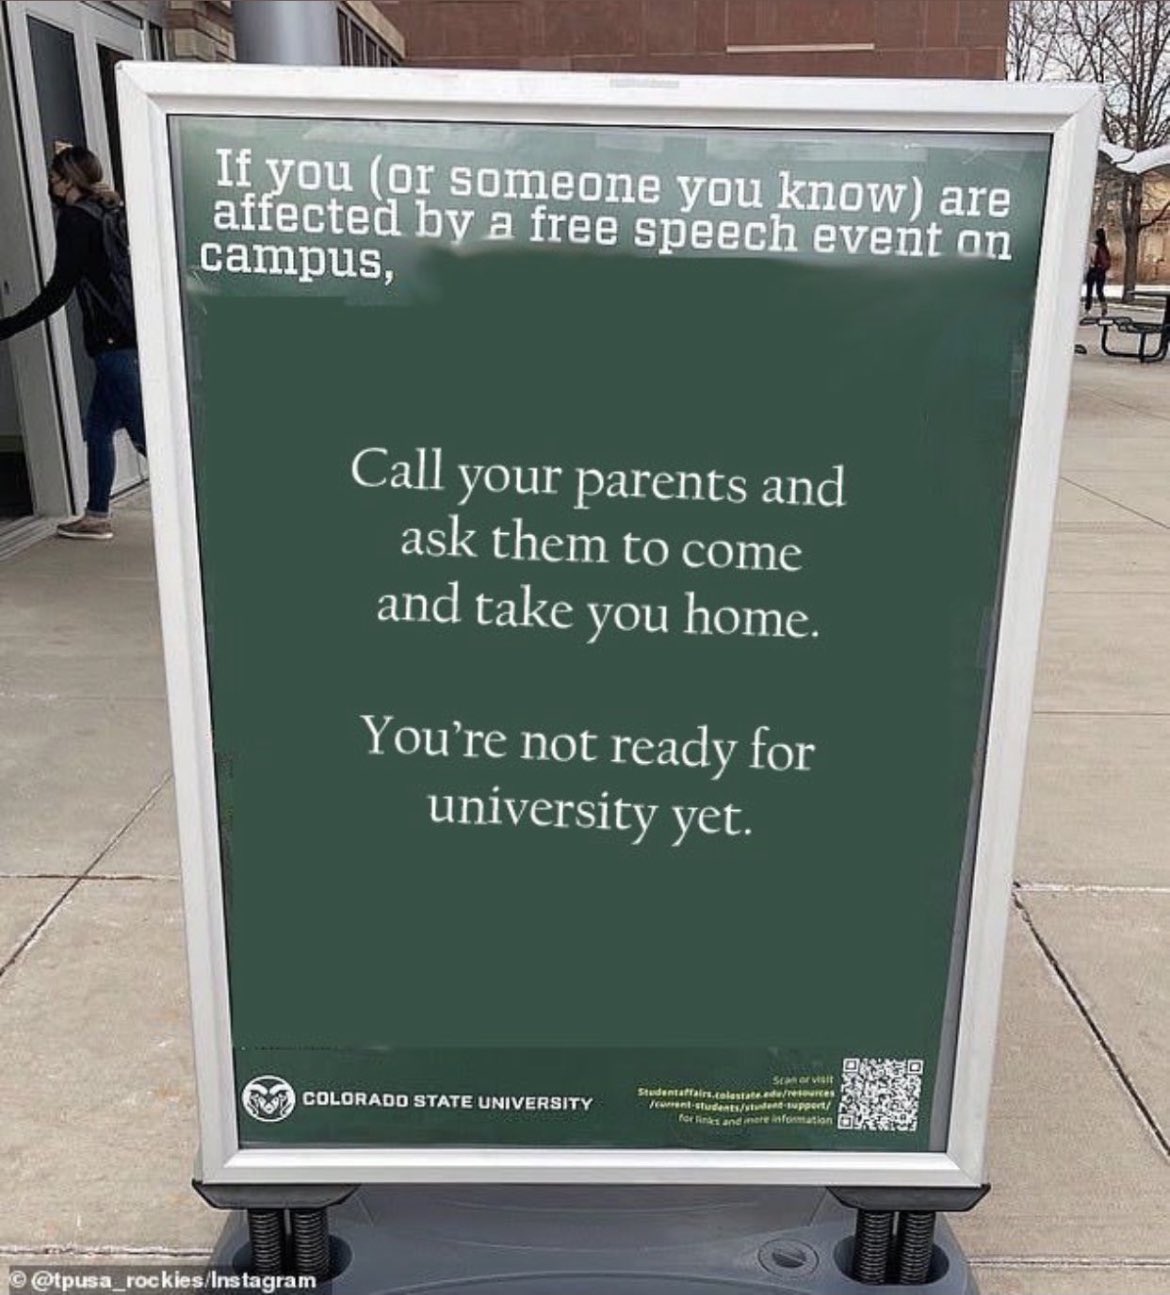 If you (or someone you know) are
affected by a free speech event on
campus,
Call your parents and
ask them to come
and take you home.
You're not ready for
university yet.
COLORADO STATE UNIVERSITY
Scan or visit
Studentaffairs.colostate.edu/resources
/current-students/student-support/
for links and more information
© @tpusa_rockies/Instagram